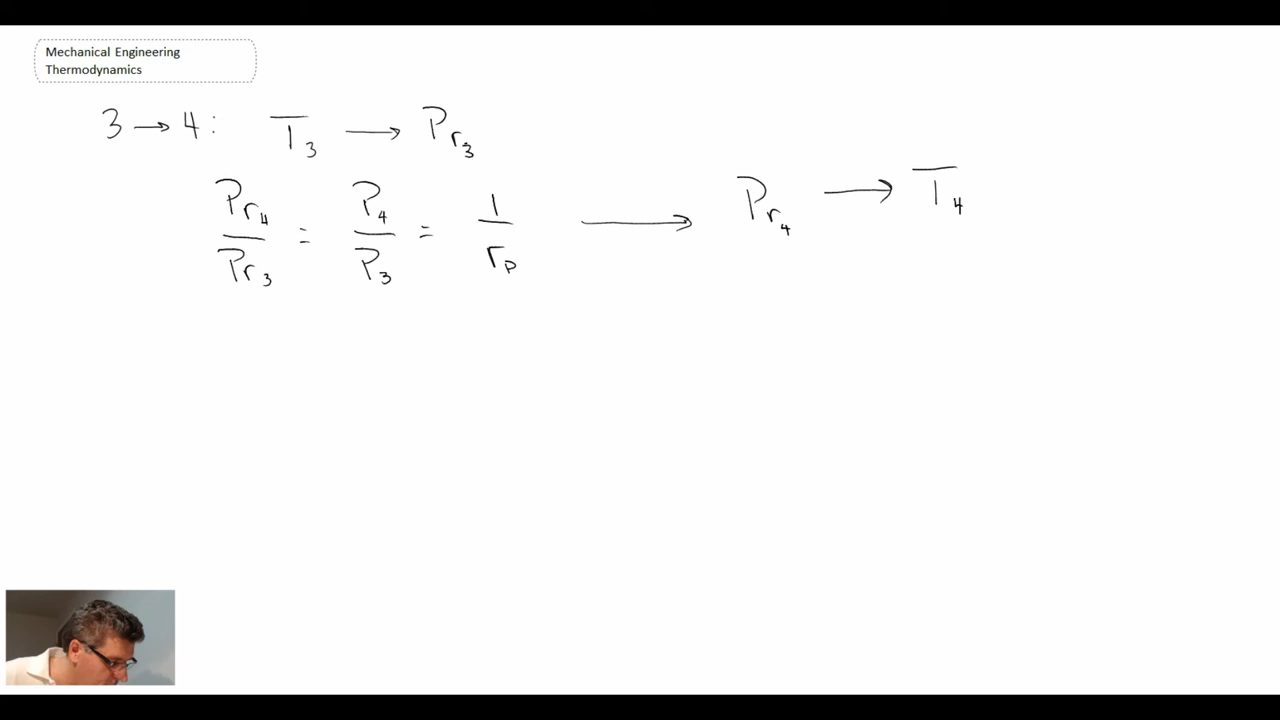 Mechanical Engineering
Thermodynamics
3 → 4: T3 → Pr3
Pr4/Pr3 = P4/P3 = 1/rp → Pr4 → T4